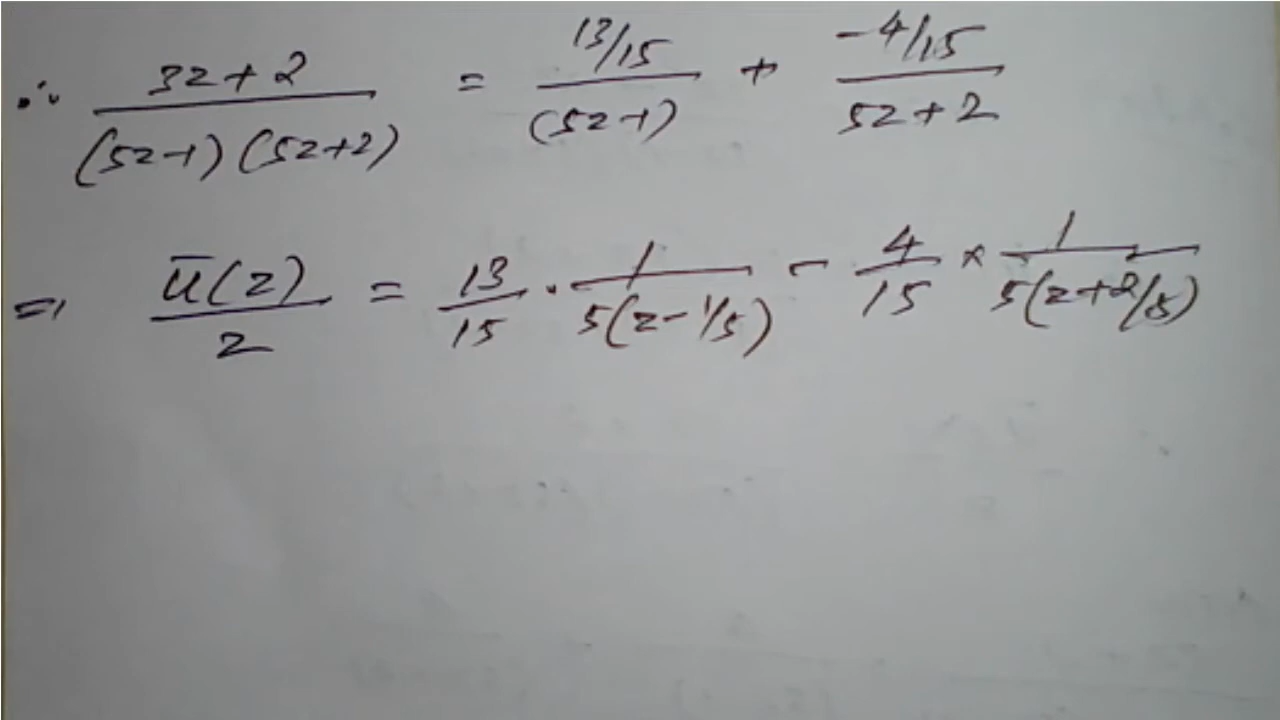 ∴ 3z+2/(5z-1)(5z+2) = 13/15/(5z-1) + -4/15/5z+2
⇒ ū(z)/z = 13/15 · 1/5(z-1/5) - 4/15 × 1/5(z+2/5)